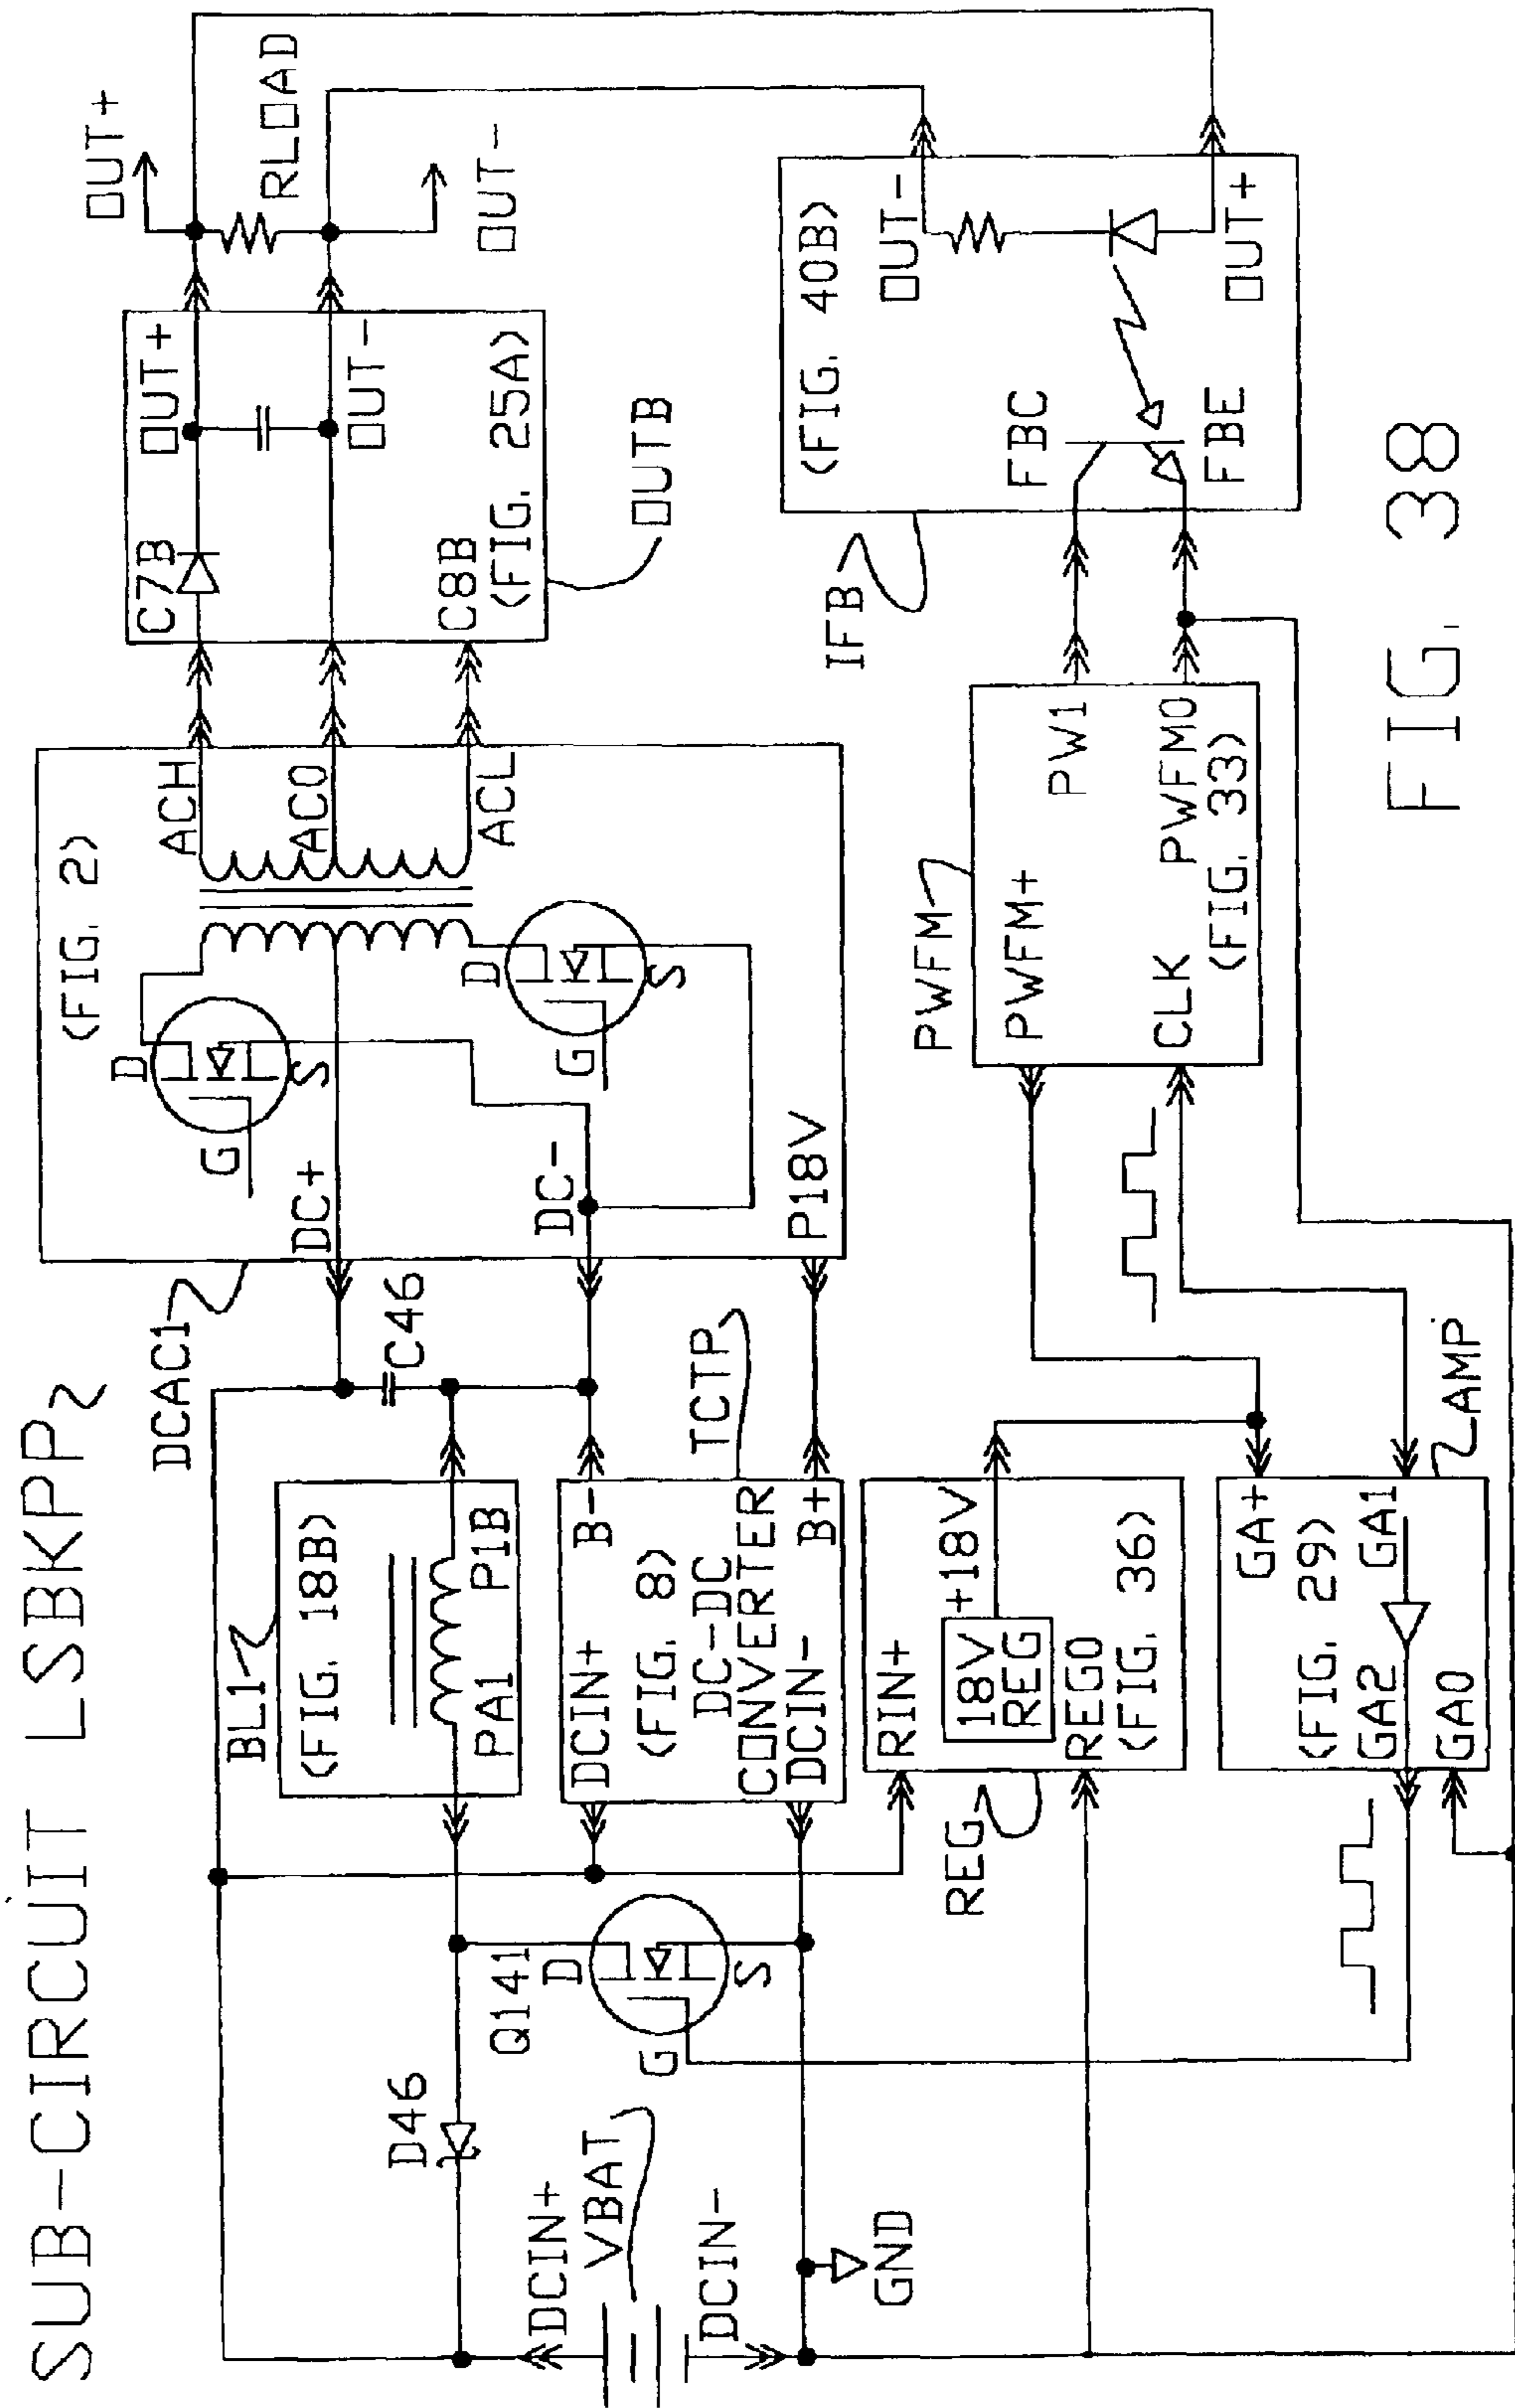 SUB-CIRCUIT LSBKPP
DCAC1
(FIG. 2)
D
G
S
DC+
DC-
D
G
S
P18V
ACH
AC0
ACL
C7B
OUT+
OUT-
C8B
(FIG. 25A)
OUTB
OUT+
RLOAD
OUT-
BL1
(FIG. 18B)
PA1
P1B
C46
DCIN+
B-
(FIG. 8)
DC-DC
CONVERTER
DCIN-
B+
TCTP
D46
Q141
D
G
S
DCIN+
VBAT
DCIN-
GND
RIN+
+18V
18V
REG
REG0
(FIG. 36)
REG
GA+
(FIG. 29)
GA2
GA1
GA0
AMP
PWFM
PWFM+
PW1
CLK
PWFM0
(FIG. 33)
IFB
(FIG. 40B)
OUT-
FBC
FBE
OUT+
FIG. 38